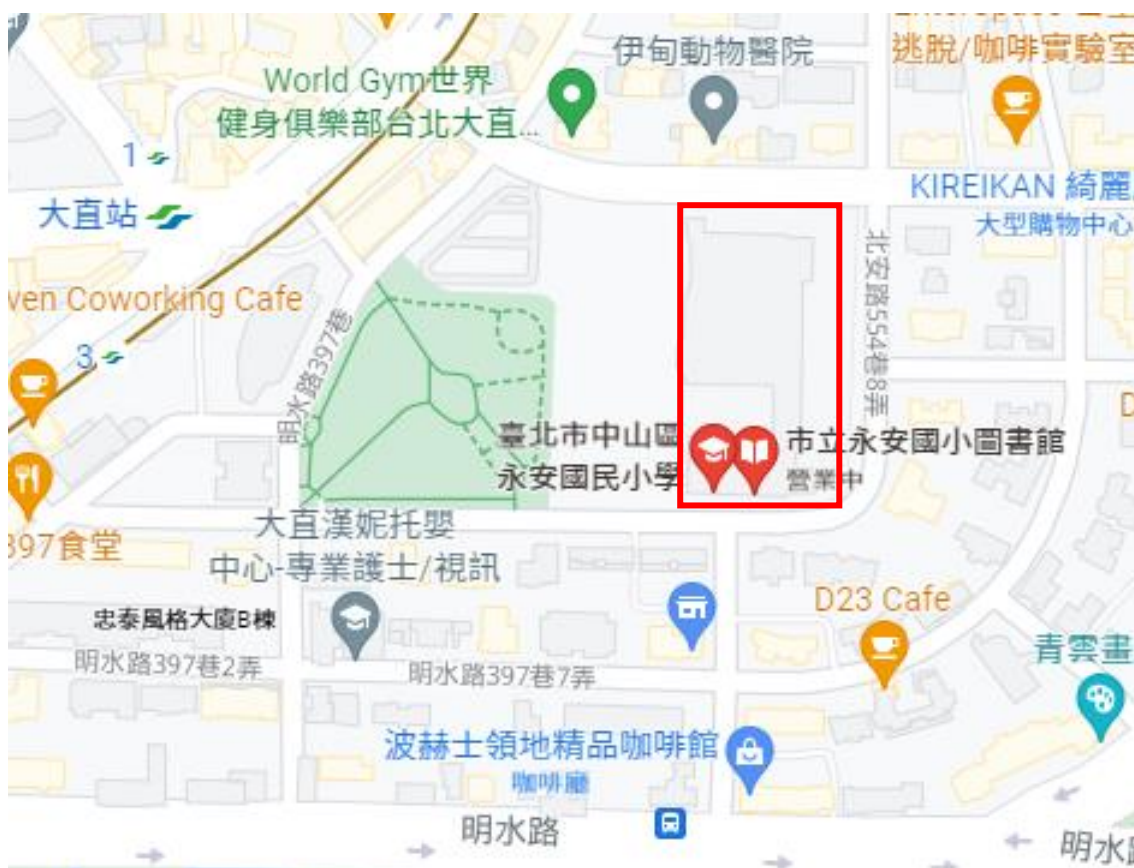 伊甸動物醫院
逃脫/咖啡實驗室
World Gym世界
健身俱樂部台北大直...
1
大直站
KIREIKAN 綺麗
大型購物中心
北安路554巷8弄
ven Coworking Cafe
3
明水路397巷
臺北市中山區
永安國民小學
市立永安國小圖書館
營業中
397食堂
大直漢妮托嬰
中心-專業護士/視訊
D23 Cafe
忠泰風格大廈B棟
明水路397巷2弄
明水路397巷7弄
青雲畫
波赫士領地精品咖啡館
咖啡廳
明水路
明水